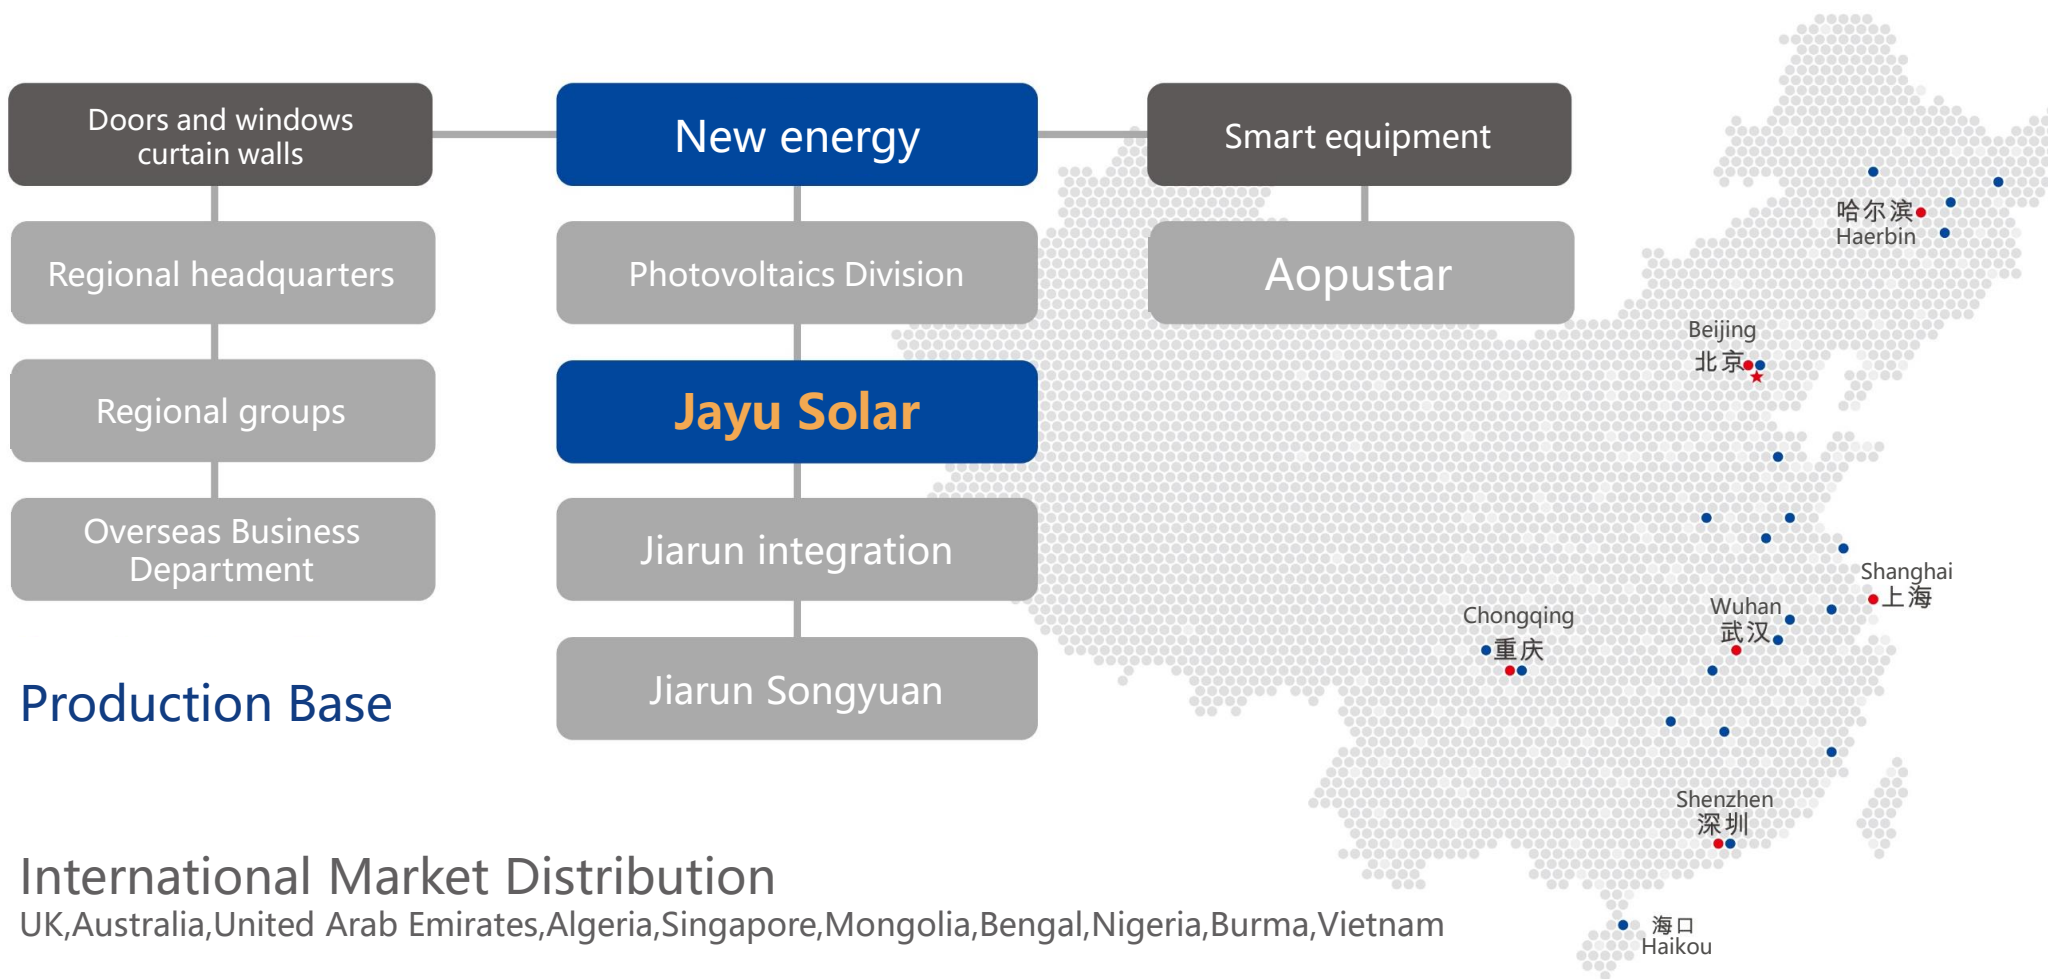 Doors and windows
curtain walls
New energy
Smart equipment
Regional headquarters
Photovoltaics Division
Aopustar
Regional groups
Jayu Solar
Overseas Business
Department
Jiarun integration
Jiarun Songyuan
Production Base
International Market Distribution
UK,Australia,United Arab Emirates,Algeria,Singapore,Mongolia,Bengal,Nigeria,Burma,Vietnam
哈尔滨
Haerbin
Beijing
北京
Shanghai
上海
Wuhan
武汉
Chongqing
重庆
Shenzhen
深圳
海口
Haikou